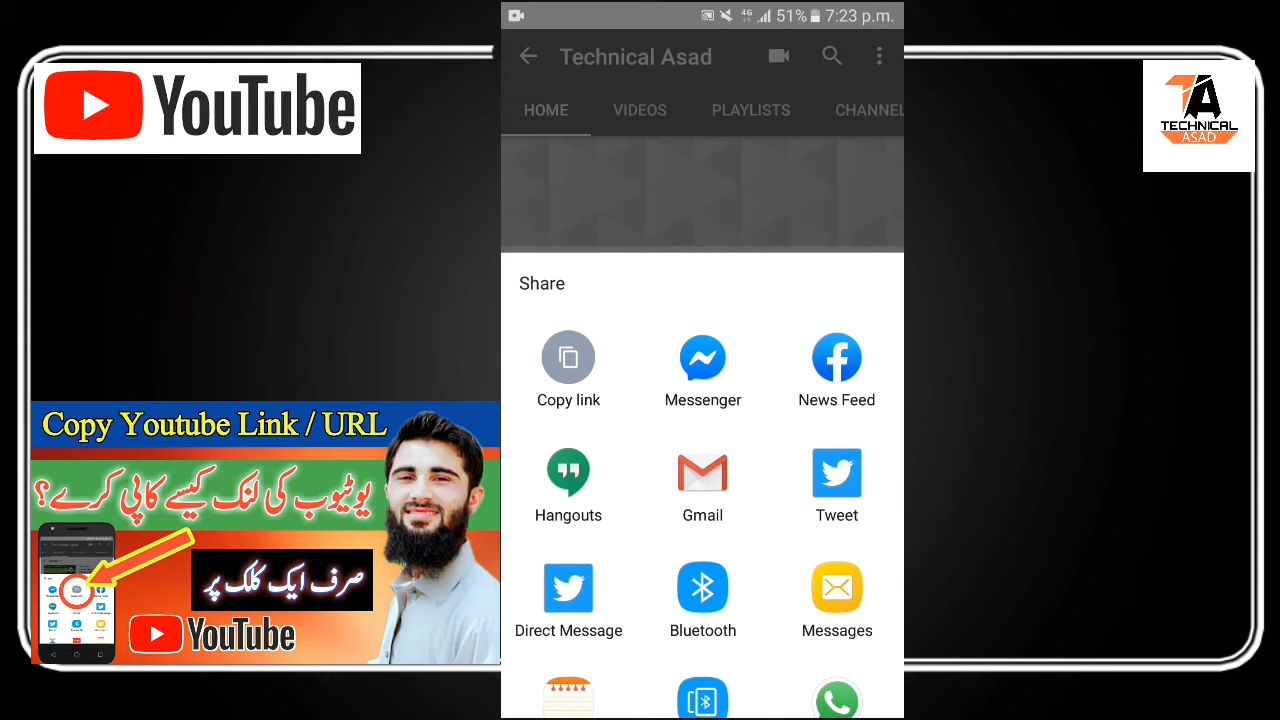 YouTube
TECHNICAL
ASAD
4G 51% 7:23 p.m.
Technical Asad
HOME VIDEOS PLAYLISTS CHANNEL
Share
Copy link Messenger News Feed
Hangouts Gmail Tweet
Direct Message Bluetooth Messages
Copy Youtube Link / URL
یوٹیوب کی لنک کیسے کاپی کرے؟
صرف ایک کلک پر
YouTube